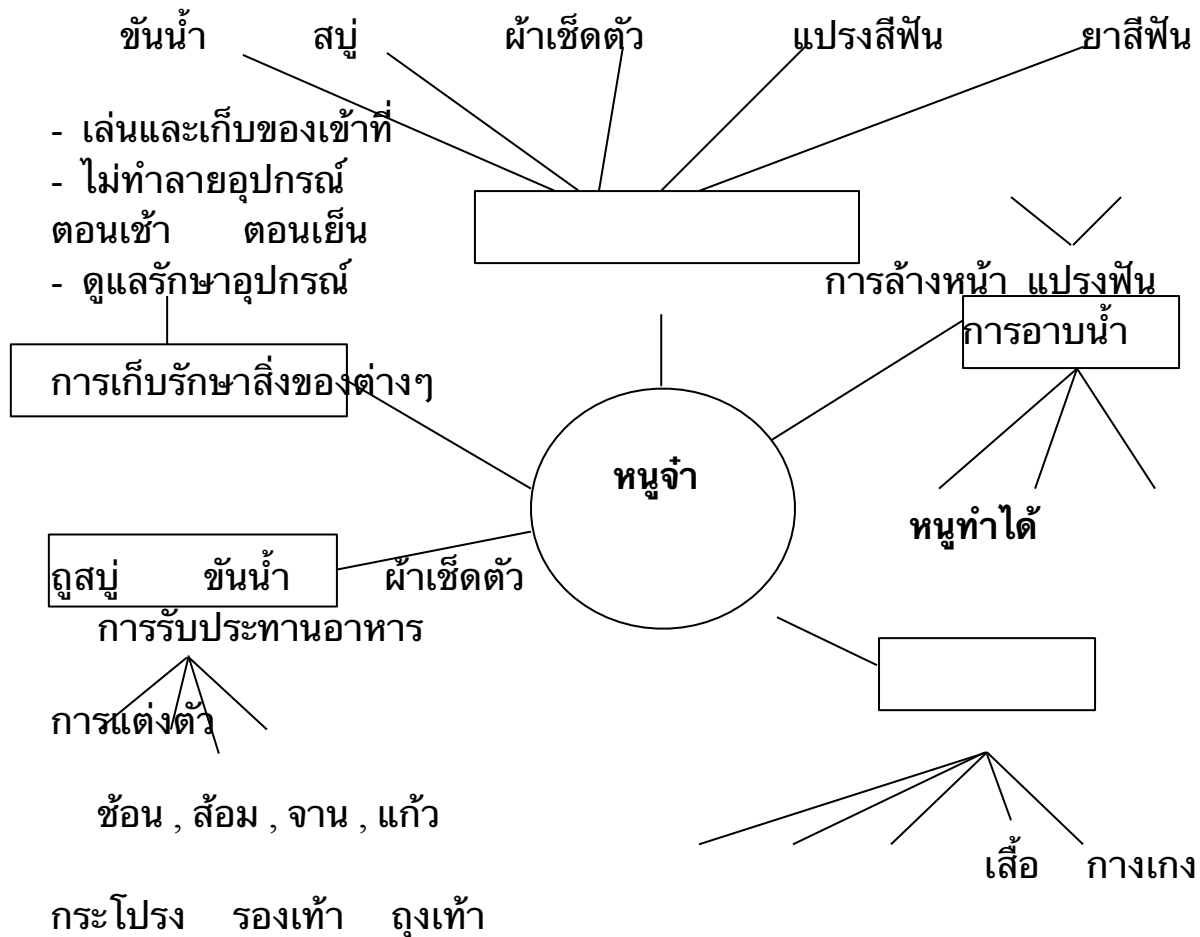 ขันน้ำ สบู่ ผ้าเช็ดตัว แปรงสีฟัน ยาสีฟัน
- เล่นและเก็บของเข้าที่
- ไม่ทำลายอุปกรณ์
ตอนเช้า ตอนเย็น
- ดูแลรักษาอุปกรณ์
การล้างหน้า แปรงฟัน
การอาบน้ำ
การเก็บรักษาสิ่งของต่างๆ
หนูจ๋า
หนูทำได้
ถูสบู่ ขันน้ำ ผ้าเช็ดตัว
การรับประทานอาหาร
การแต่งตัว
ช้อน , ส้อม , จาน , แก้ว
เสื้อ กางเกง
กระโปรง รองเท้า ถุงเท้า